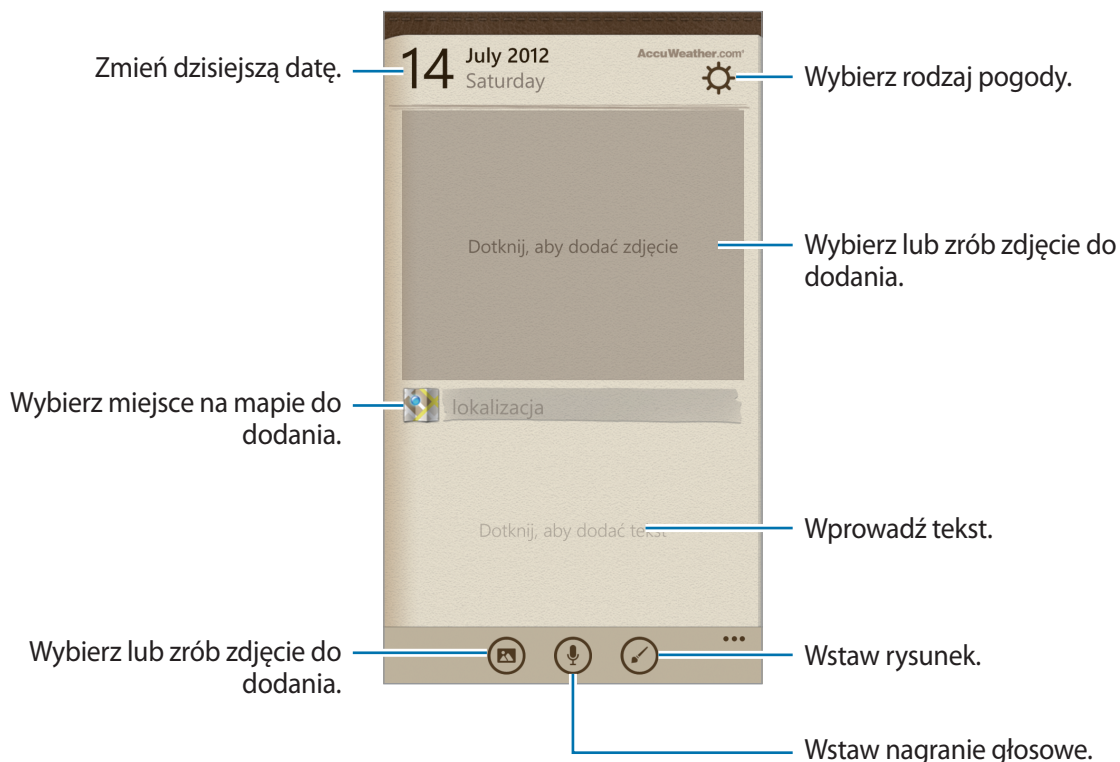 Zmień dzisiejszą datę.
14
July 2012
Saturday
AccuWeather.com
Wybierz rodzaj pogody.
Dotknij, aby dodać zdjęcie
Wybierz lub zrób zdjęcie do
dodania.
Wybierz miejsce na mapie do
dodania.
lokalizacja
Dotknij, aby dodać tekst
Wprowadź tekst.
Wybierz lub zrób zdjęcie do
dodania.
Wstaw rysunek.
Wstaw nagranie głosowe.